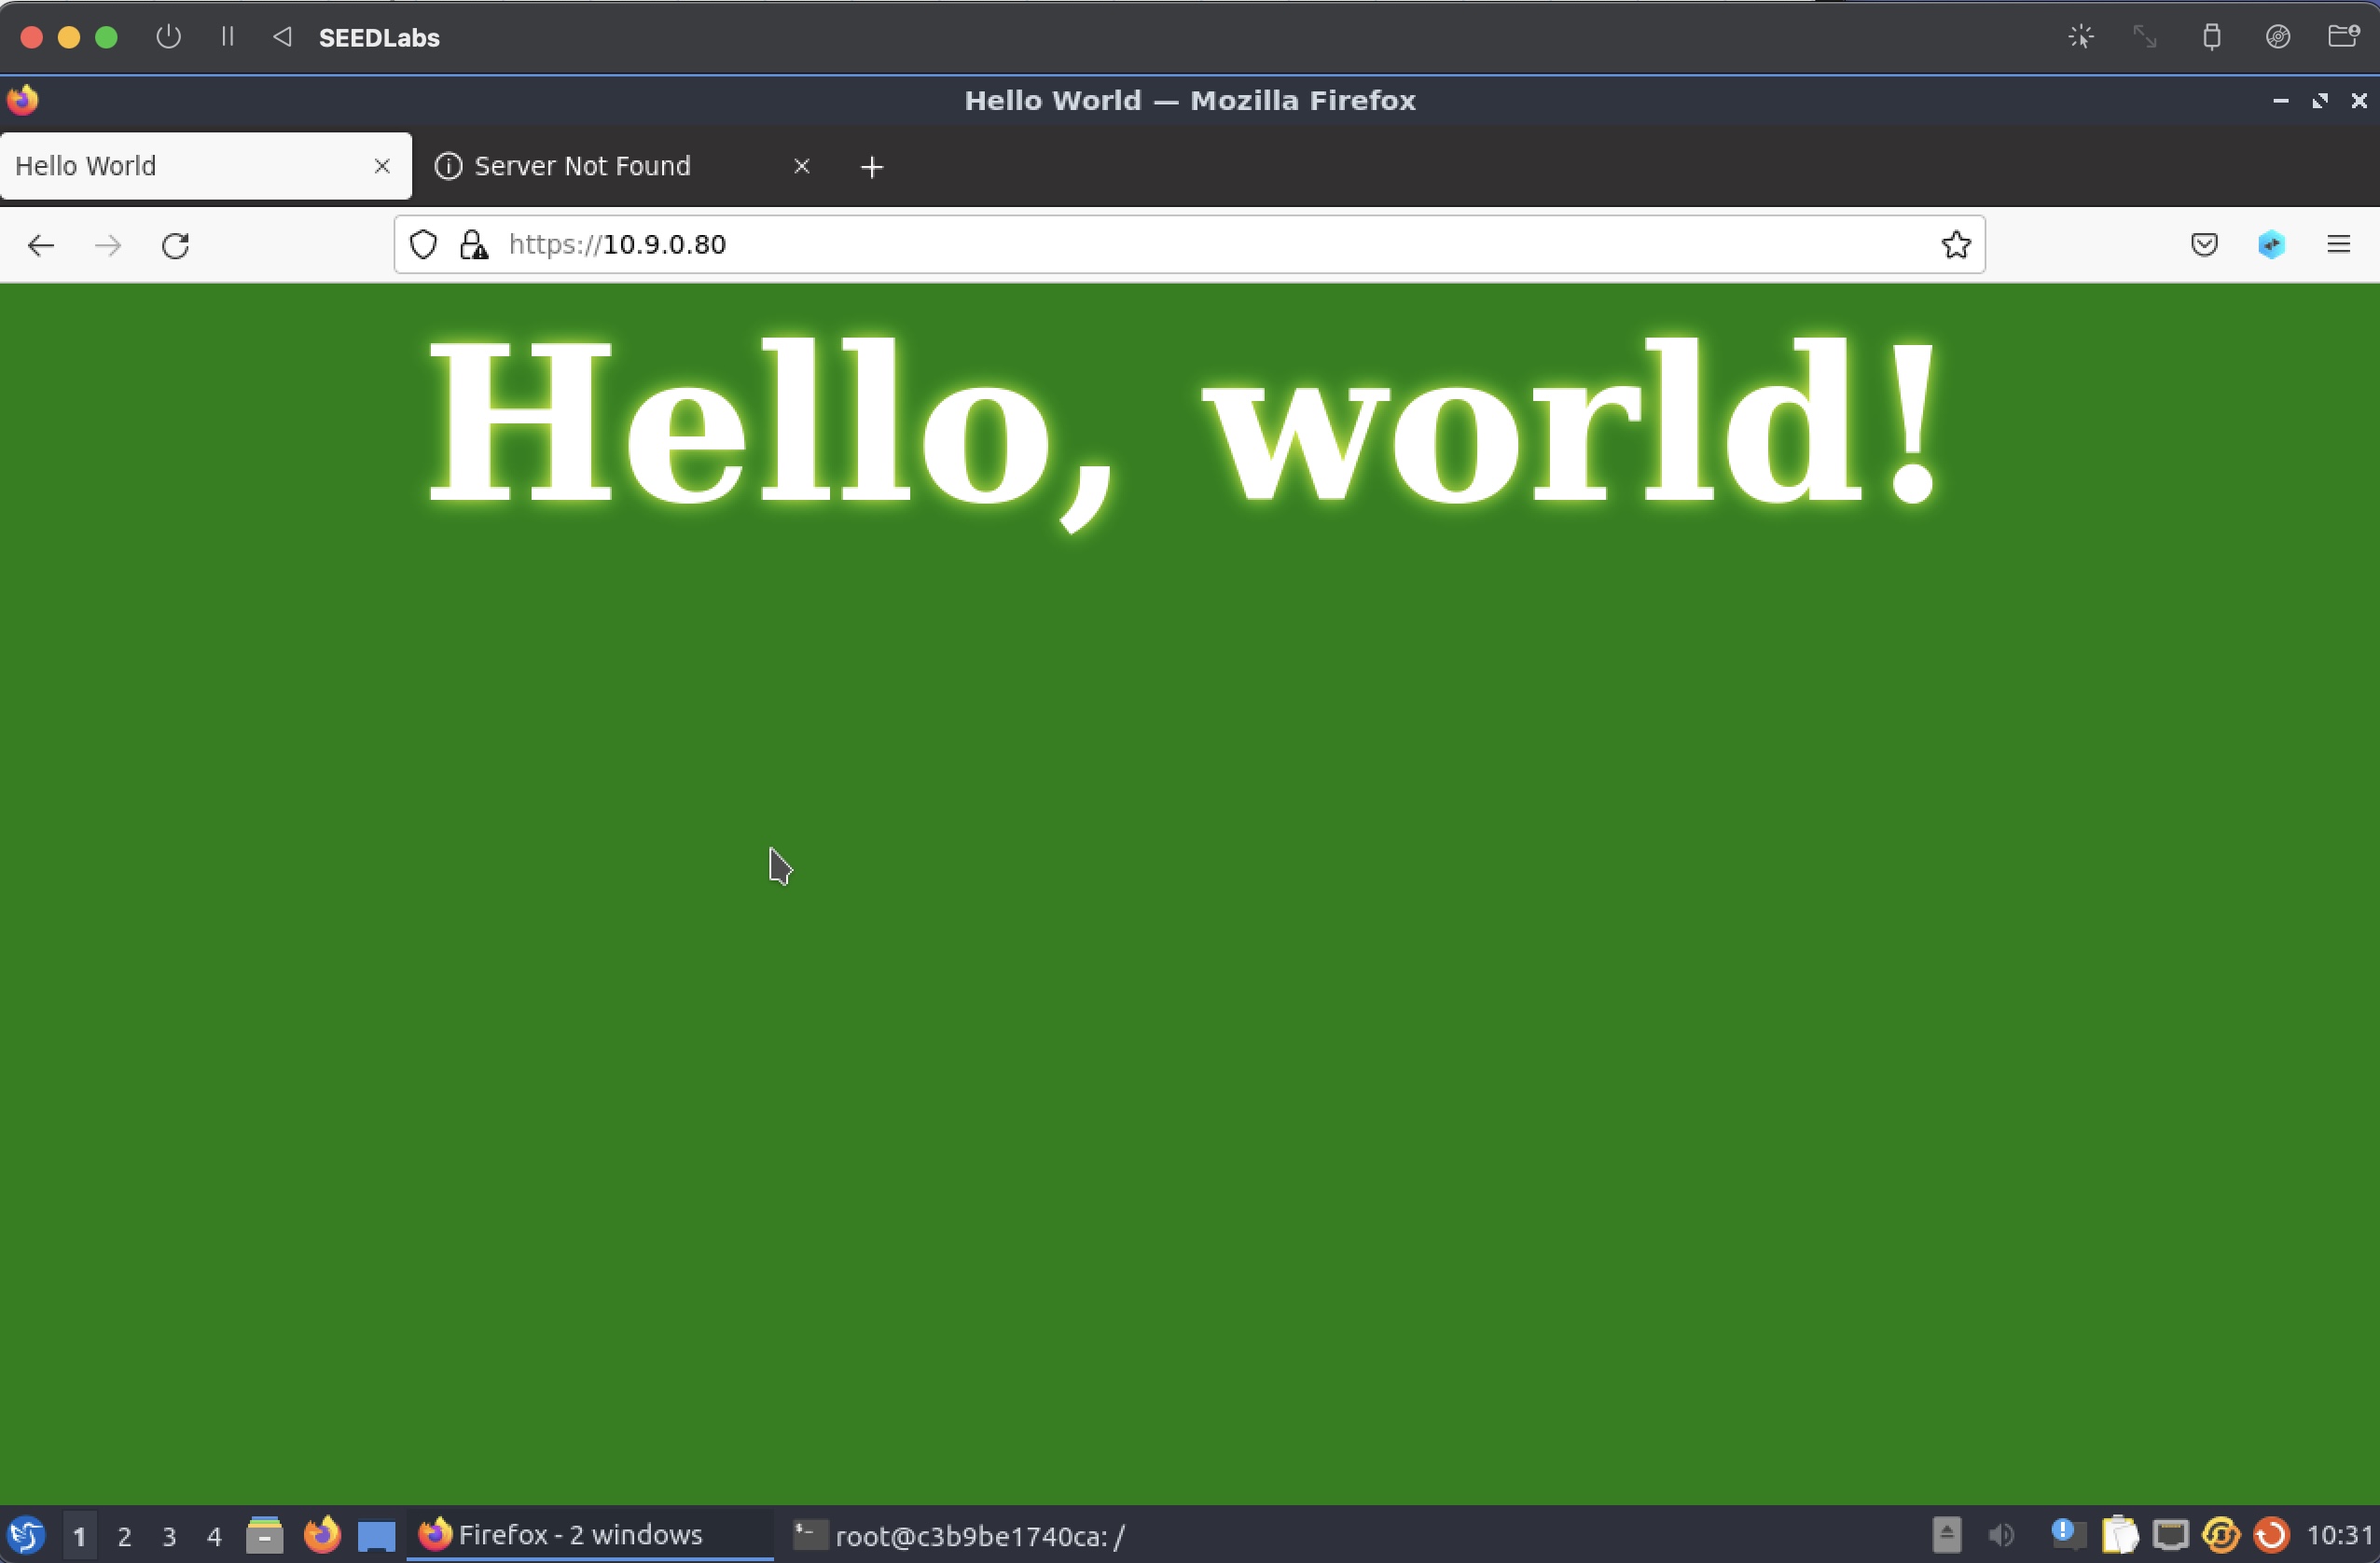 SEEDLabs
Hello World — Mozilla Firefox
Hello World
Server Not Found
https://10.9.0.80
Hello, world!
1 2 3 4 Firefox - 2 windows root@c3b9be1740ca: / 10:31